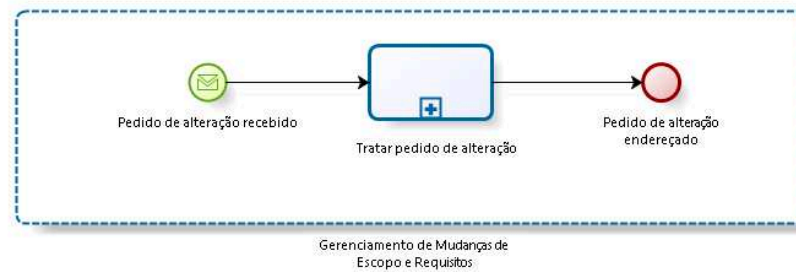 Pedido de alteração recebido
Tratar pedido de alteração
Pedido de alteração
endereçado
Gerenciamento de Mudanças de
Escopo e Requisitos